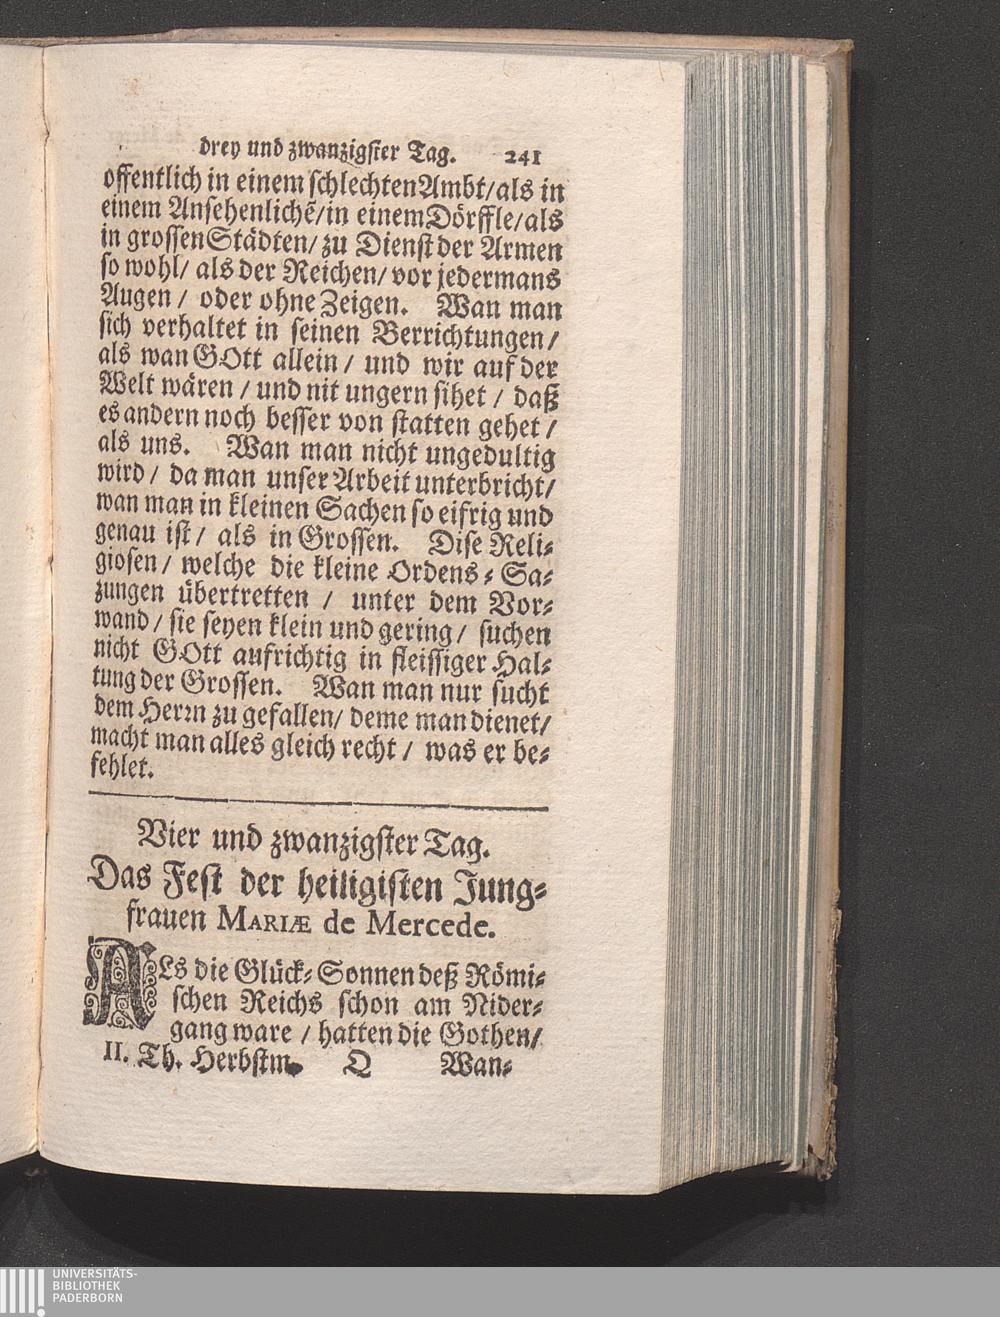 drey und zwanzigster Tag. 241
offentlich in einem schlechten Ambt/als in
einem Ansehenlichẽ/in einem Dörffle/als
in grossen Städten/ zu Dienst der Armen
so wohl/ als der Reichen/ vor jedermans
Augen / oder ohne Zeigen. Wan man
sich verhaltet in seinen Verrichtungen/
als wan GOtt allein / und wir auf der
Welt wären / und nit ungern sihet / daß
es andern noch besser von statten gehet /
als uns. Wan man nicht ungedultig
wird / da man unser Arbeit unterbricht/
wan man in kleinen Sachen so eifrig und
genau ist / als in Grossen. Dise Reli-
giosen / welche die kleine Ordens-Sa-
zungen übertretten / unter dem Vor-
wand / sie seyen klein und gering / suchen
nicht GOtt aufrichtig in fleissiger Hal-
tung der Grossen. Wan man nur sucht
dem Herrn zu gefallen/ deme man dienet/
macht man alles gleich recht / was er be-
fehlet.
Vier und zwanzigster Tag.
Das Fest der heiligisten Jung-
frauen MARIÆ de Mercede.
ALs die Glück-Sonnen deß Römi-
schen Reichs schon am Nider-
gang ware / hatten die Gothen/
II. Th. Herbstm. Q Wan-
UNIVERSITÄTS-
BIBLIOTHEK
PADERBORN